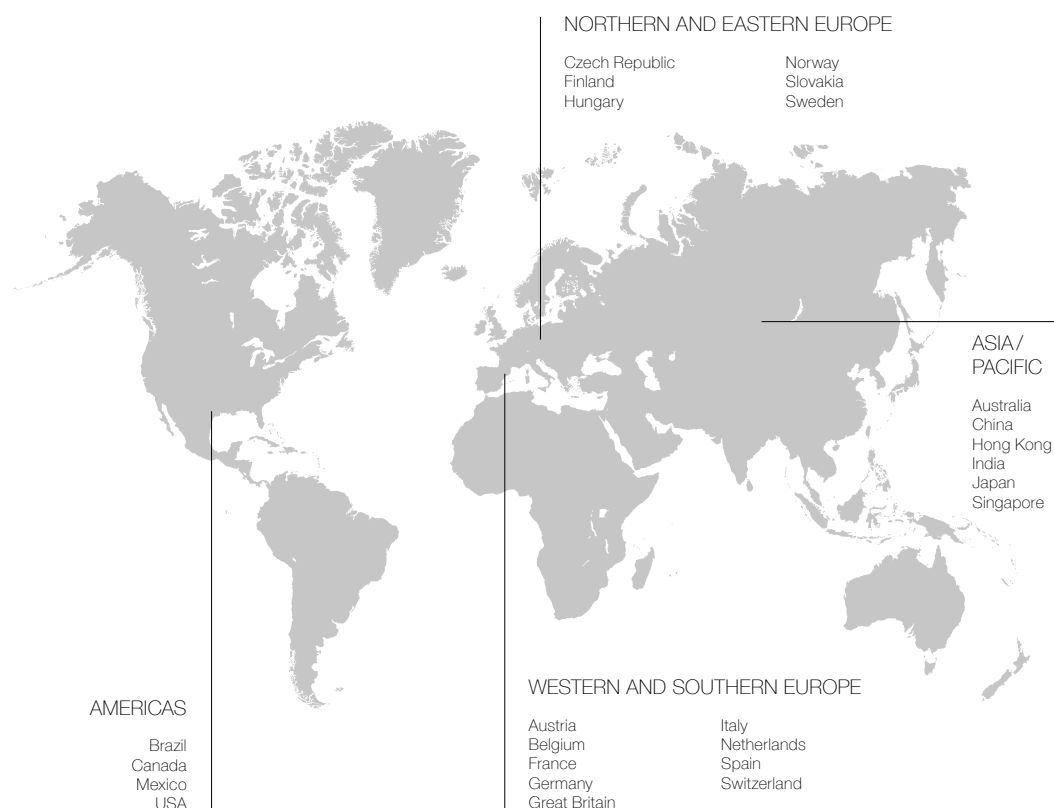 NORTHERN AND EASTERN EUROPE
Czech Republic
Finland
Hungary
Norway
Slovakia
Sweden
ASIA/
PACIFIC
Australia
China
Hong Kong
India
Japan
Singapore
AMERICAS
Brazil
Canada
Mexico
USA
WESTERN AND SOUTHERN EUROPE
Austria
Belgium
France
Germany
Great Britain
Italy
Netherlands
Spain
Switzerland